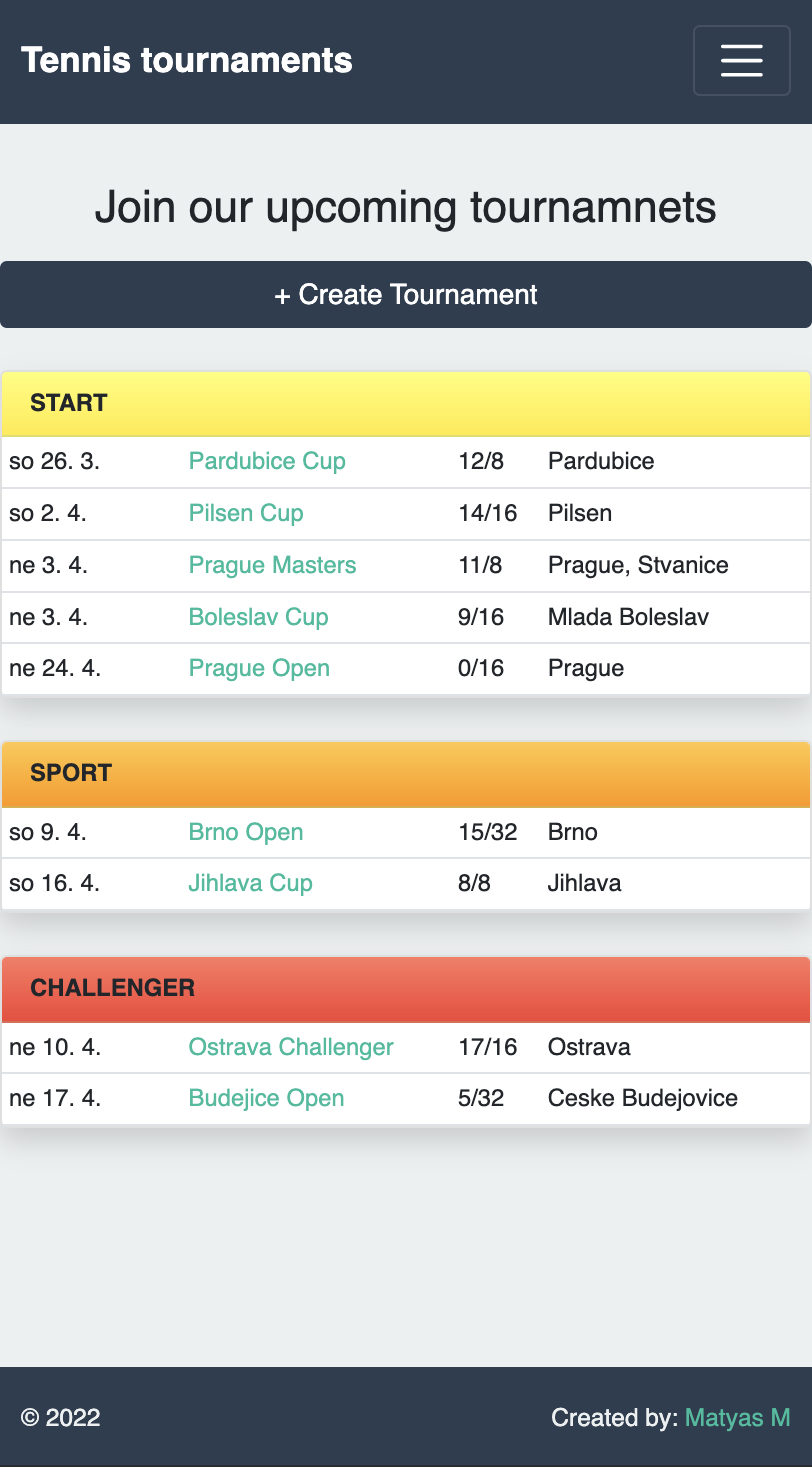 Tennis tournaments
Join our upcoming tournamnets
+ Create Tournament
START
so 26. 3. Pardubice Cup 12/8 Pardubice
so 2. 4. Pilsen Cup 14/16 Pilsen
ne 3. 4. Prague Masters 11/8 Prague, Stvanice
ne 3. 4. Boleslav Cup 9/16 Mlada Boleslav
ne 24. 4. Prague Open 0/16 Prague
SPORT
so 9. 4. Brno Open 15/32 Brno
so 16. 4. Jihlava Cup 8/8 Jihlava
CHALLENGER
ne 10. 4. Ostrava Challenger 17/16 Ostrava
ne 17. 4. Budejice Open 5/32 Ceske Budejovice
© 2022 Created by: Matyas M